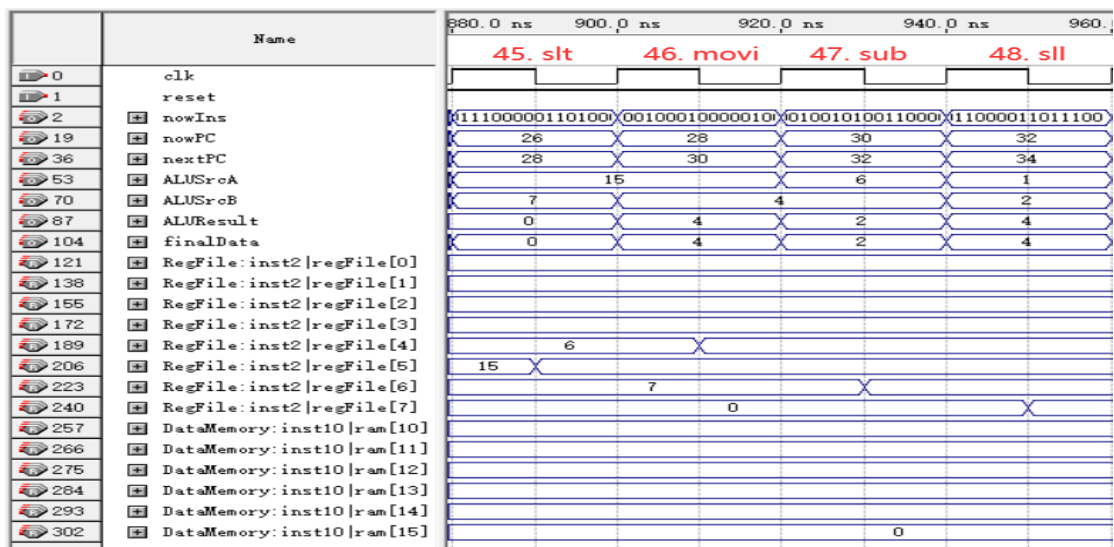 880.0 ns 900.0 ns 920.0 ns 940.0 ns 960.
Name
45. slt 46. movi 47. sub 48. sll
0 clk
1 reset
2 nowIns
19 nowPC 26 28 30 32
36 nextPC 28 30 32 34
53 ALUSrcA 15 6 1
70 ALUSrcB 7 4 2
87 ALUResult 0 4 2 4
104 finalData 0 4 2 4
121 RegFile:inst2|regFile[0]
138 RegFile:inst2|regFile[1]
155 RegFile:inst2|regFile[2]
172 RegFile:inst2|regFile[3]
189 RegFile:inst2|regFile[4] 6
206 RegFile:inst2|regFile[5] 15
223 RegFile:inst2|regFile[6] 7
240 RegFile:inst2|regFile[7] 0
257 DataMemory:inst10|ram[10]
266 DataMemory:inst10|ram[11]
275 DataMemory:inst10|ram[12]
284 DataMemory:inst10|ram[13]
293 DataMemory:inst10|ram[14]
302 DataMemory:inst10|ram[15] 0